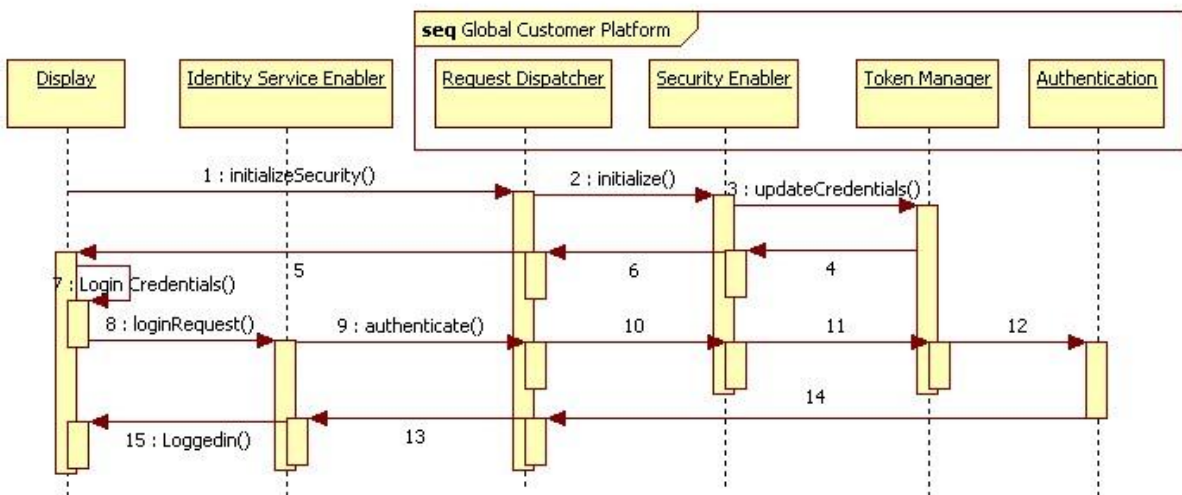 seq Global Customer Platform
Display
Identity Service Enabler
Request Dispatcher
Security Enabler
Token Manager
Authentication
1 : initializeSecurity()
2 : initialize()
3 : updateCredentials()
5
6
4
7 : Login Credentials()
8 : loginRequest()
9 : authenticate()
10
11
12
14
15 : Loggedin()
13